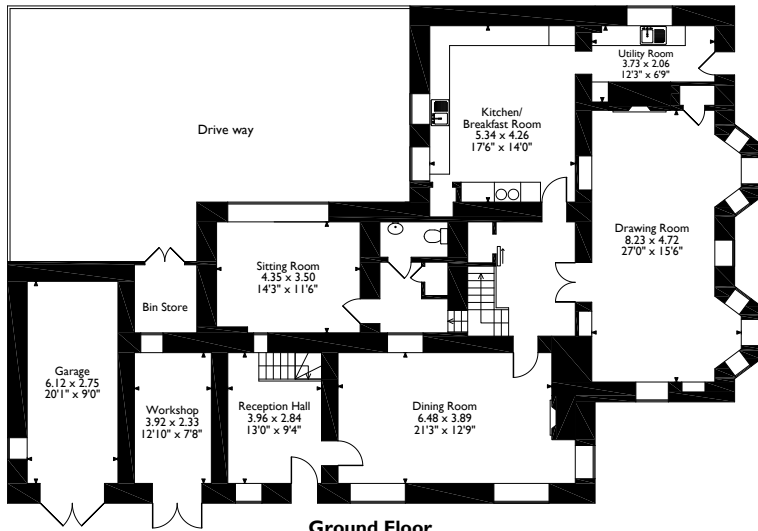 Utility Room
3.73 x 2.06
12'3" x 6'9"
Drive way
Kitchen/
Breakfast Room
5.34 x 4.26
17'6" x 14'0"
Drawing Room
8.23 x 4.72
27'0" x 15'6"
Sitting Room
4.35 x 3.50
14'3" x 11'6"
Bin Store
Garage
6.12 x 2.75
20'1" x 9'0"
Workshop
3.92 x 2.33
12'10" x 7'8"
Reception Hall
3.96 x 2.84
13'0" x 9'4"
Dining Room
6.48 x 3.89
21'3" x 12'9"
Ground Floor